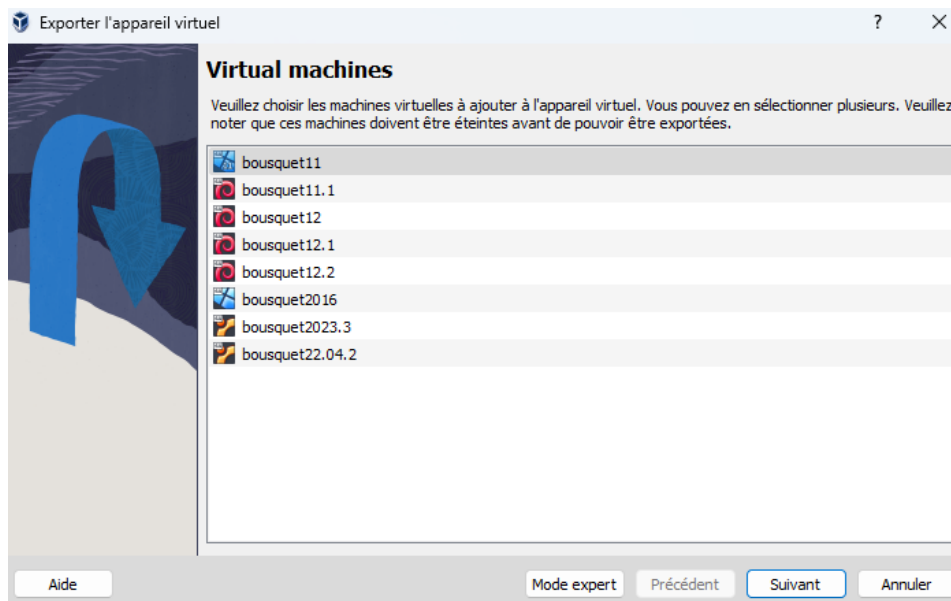 Exporter l'appareil virtuel
?
Virtual machines
Veuillez choisir les machines virtuelles à ajouter à l'appareil virtuel. Vous pouvez en sélectionner plusieurs. Veuillez
noter que ces machines doivent être éteintes avant de pouvoir être exportées.
bousquet11
bousquet11.1
bousquet12
bousquet12.1
bousquet12.2
bousquet2016
bousquet2023.3
bousquet22.04.2
Aide
Mode expert
Précédent
Suivant
Annuler